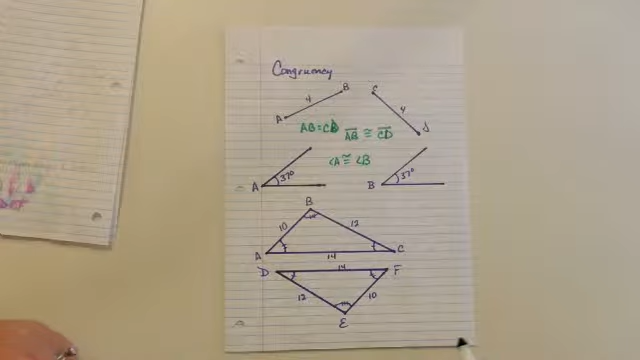 Congruency
A 4 B
C 4 d
AB = CD
AB ≅ CD
∠A ≅ ∠B
A 37°
B 37°
B
10 12
A C
14
D 14 F
12 10
E